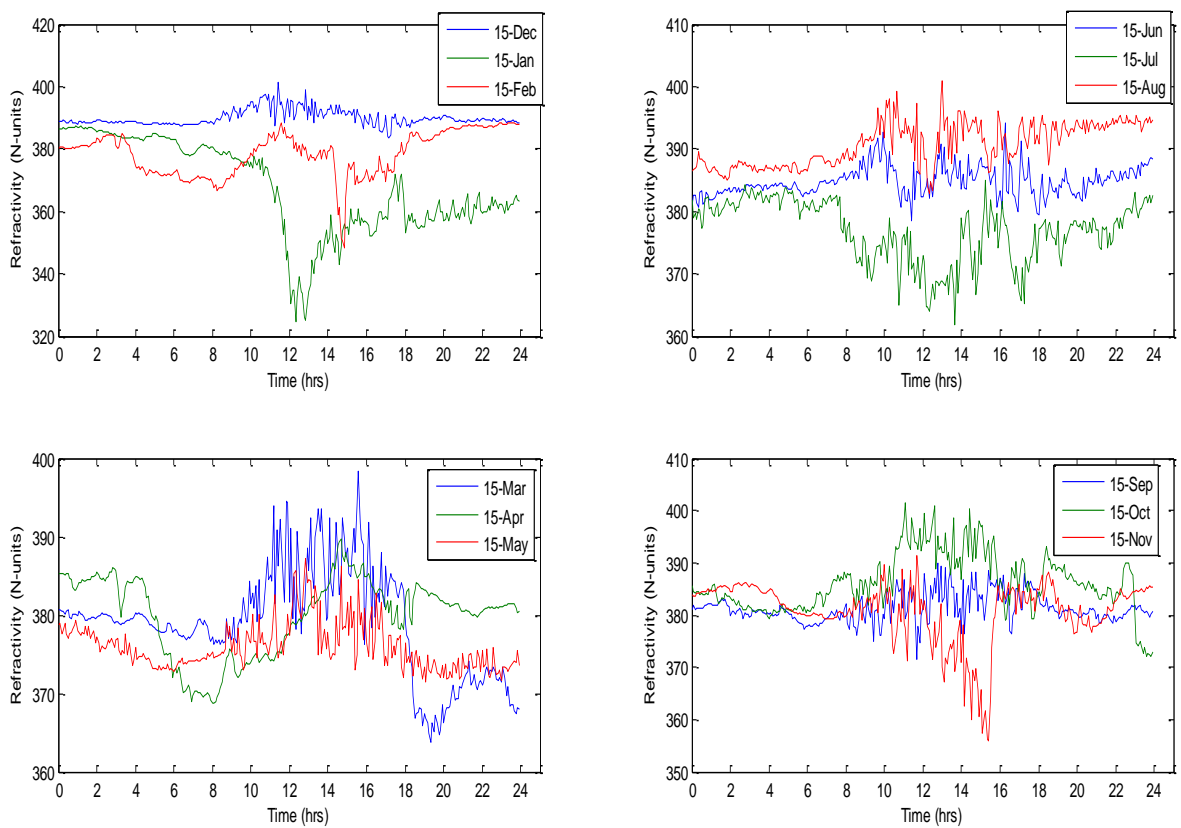 420
400
380
360
340
320
Refractivity (N-units)
15-Dec
15-Jan
15-Feb
0 2 4 6 8 10 12 14 16 18 20 22 24
Time (hrs)
410
400
390
380
370
360
Refractivity (N-units)
15-Jun
15-Jul
15-Aug
0 2 4 6 8 10 12 14 16 18 20 22 24
Time (hrs)
400
390
380
370
360
Refractivity (N-units)
15-Mar
15-Apr
15-May
0 2 4 6 8 10 12 14 16 18 20 22 24
Time (hrs)
410
400
390
380
370
360
350
Refractivity (N-units)
15-Sep
15-Oct
15-Nov
0 2 4 6 8 10 12 14 16 18 20 22 24
Time (hrs)